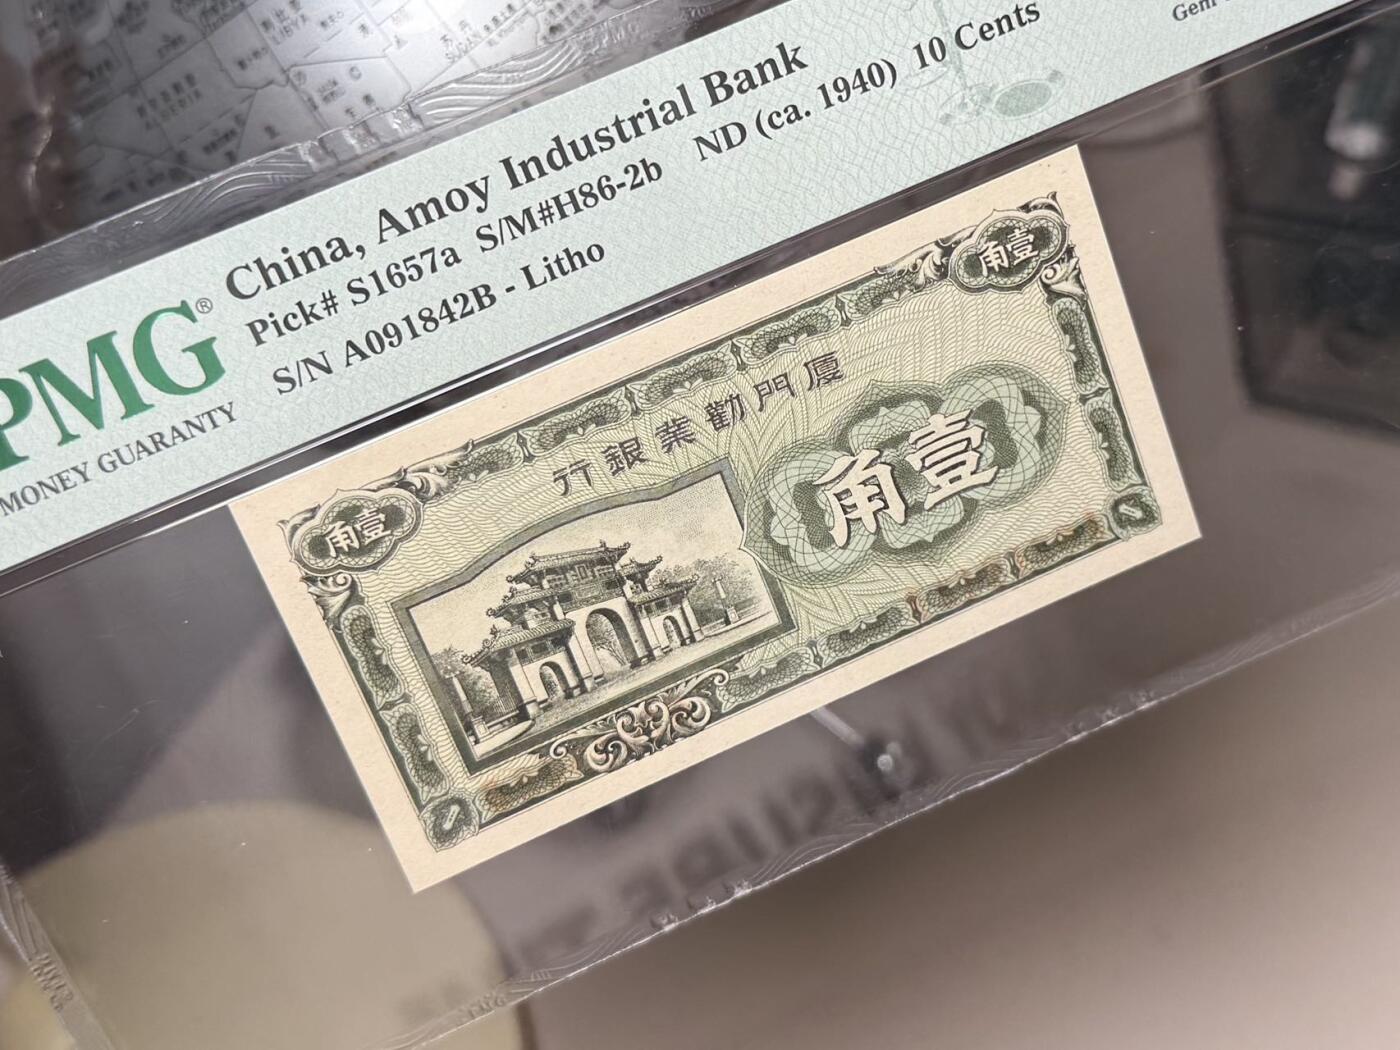 China, Amoy Industrial Bank
Pick# S1657a S/M#H86-2b ND (ca. 1940) 10 Cents
S/N A091842B - Litho
Gem
PMG®
MONEY GUARANTY
角壹
行銀業勸門廈
角壹
角壹